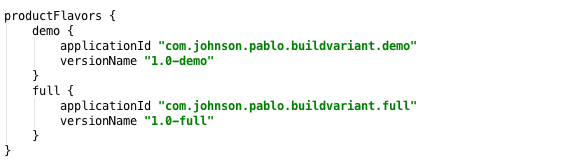 productFlavors {
    demo {
        applicationId "com.johnson.pablo.buildvariant.demo"
        versionName "1.0-demo"
    }
    full {
        applicationId "com.johnson.pablo.buildvariant.full"
        versionName "1.0-full"
    }
}